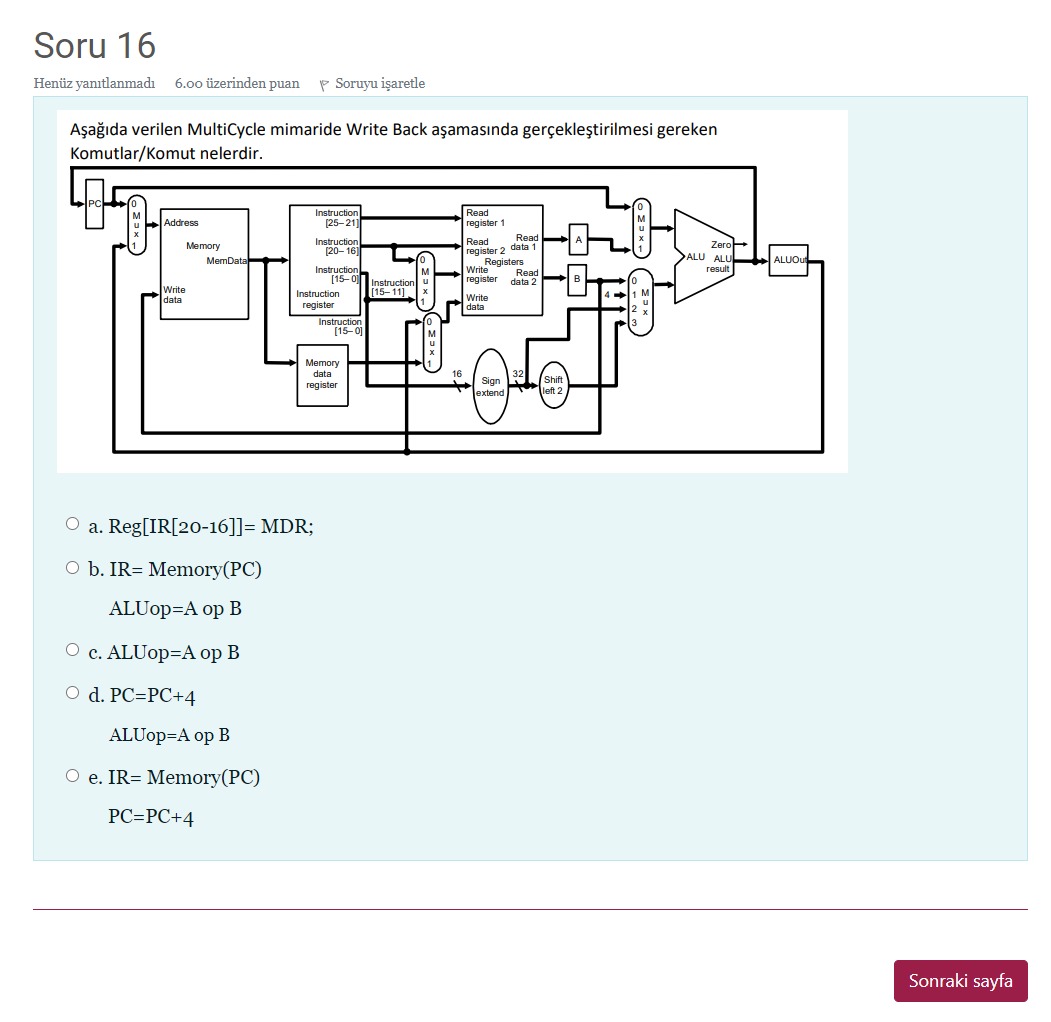 Soru 16
Henüz yanıtlanmadı 6.00 üzerinden puan Soruyu işaretle
Aşağıda verilen MultiCycle mimaride Write Back aşamasında gerçekleştirilmesi gereken
Komutlar/Komut nelerdir.
PC
0
M
u
x
1
Address
Memory
MemData
Write
data
Instruction
[25–21]
Instruction
[20–16]
Instruction
[15–0]
Instruction
register
Instruction
[15–0]
Instruction
[15–11]
0
M
u
x
1
0
M
u
x
1
Memory
data
register
Read
register 1
Read
register 2
Registers
Write
register
Write
data
Read
data 1
Read
data 2
16
Sign
extend
32
Shift
left 2
A
B
4
0
M
u
x
1
0
1 M
u
2 x
3
Zero
ALU ALU
result
ALUOut
a. Reg[IR[20-16]]= MDR;
b. IR= Memory(PC)
ALUop=A op B
c. ALUop=A op B
d. PC=PC+4
ALUop=A op B
e. IR= Memory(PC)
PC=PC+4
Sonraki sayfa